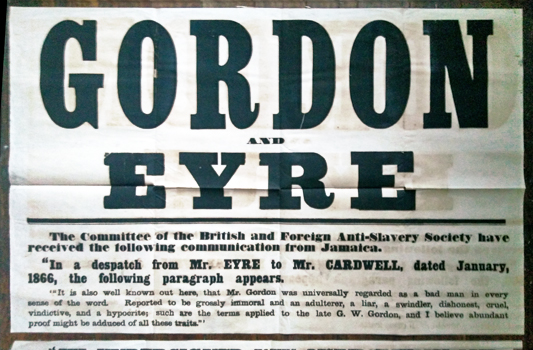 GORDON
AND
EYRE
The Committee of the British and Foreign Anti-Slavery Society have
received the following communication from Jamaica.
"In a despatch from Mr. EYRE to Mr. CARDWELL, dated January,
1866, the following paragraph appears.
"'It is also well known out here, that Mr. Gordon was universally regarded as a bad man in every
sense of the word. Reported to be grossly immoral and an adulterer, a liar, a swindler, dishonest, cruel,
vindictive, and a hypocrite; such are the terms applied to the late G. W. Gordon, and I believe abundant
proof might be adduced of all these traits.'"